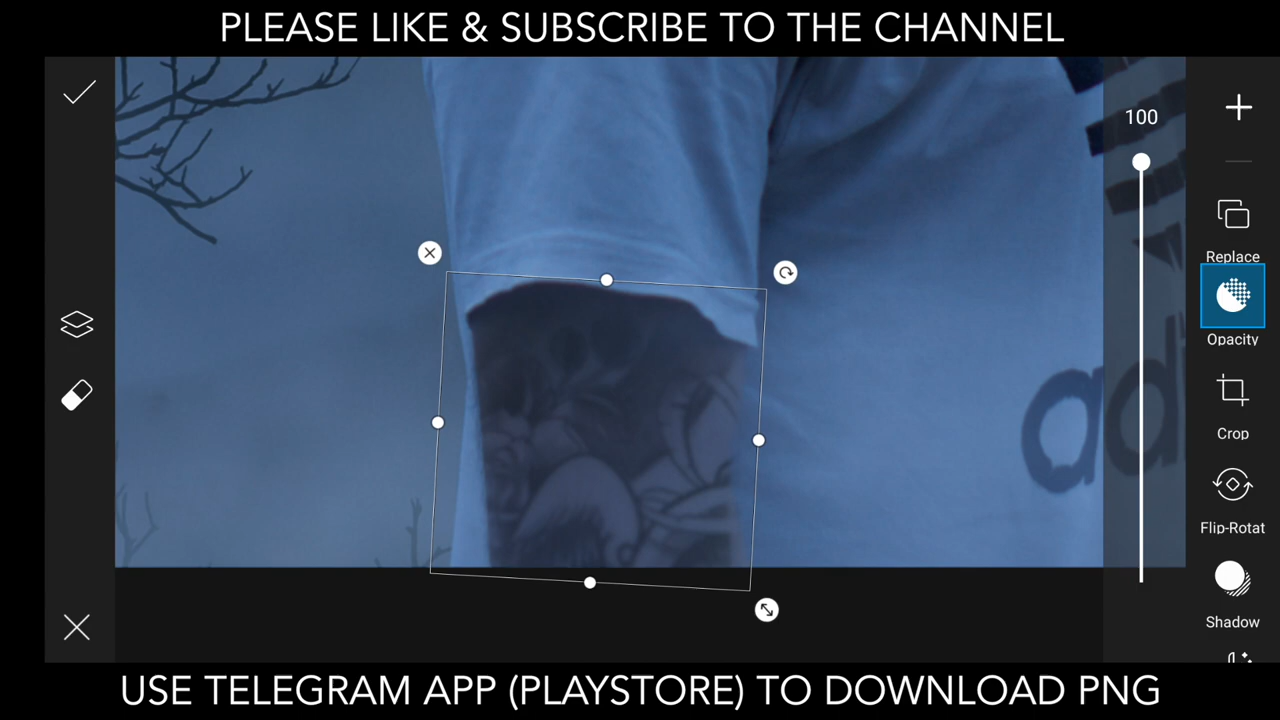 PLEASE LIKE & SUBSCRIBE TO THE CHANNEL
100
Replace
Opacity
Crop
Flip-Rotat
Shadow
adi
USE TELEGRAM APP (PLAYSTORE) TO DOWNLOAD PNG